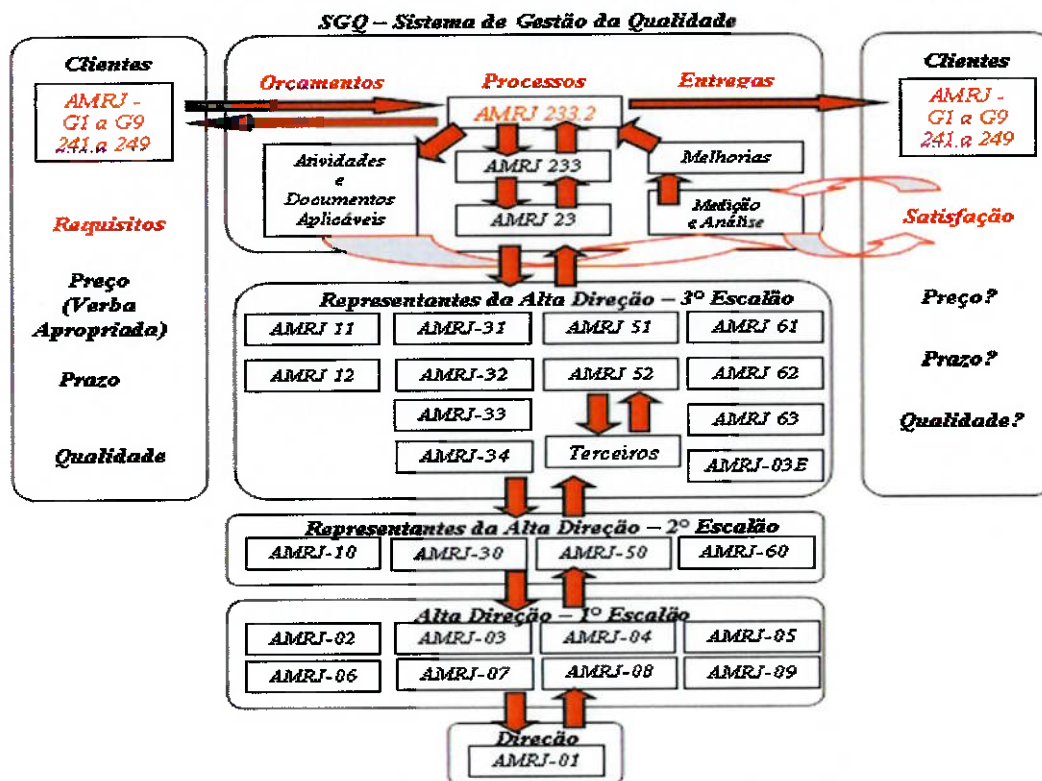 SGQ – Sistema de Gestão da Qualidade
Clientes
AMRJ -
G1 a G9
241 a 249
Requisitos
Preço
(Verba
Apropriada)
Prazo
Qualidade
Orcamentos
Processos
Entregas
AMRJ 233.2
Atividades
e
Documentos
Aplicáveis
AMRJ 233
AMRJ 23
Melhorias
Medição
e Análise
Clientes
AMRJ -
G1 a G9
241 a 249
Satisfação
Preço?
Prazo?
Qualidade?
Representantes da Alta Direção – 3º Escalão
AMRJ 11
AMRJ-31
AMRJ 51
AMRJ 61
AMRJ 12
AMRJ-32
AMRJ 52
AMRJ 62
AMRJ-33
AMRJ 63
AMRJ-34
Terceiros
AMRJ-03E
Representantes da Alta Direção – 2º Escalão
AMRJ-10
AMRJ-30
AMRJ-50
AMRJ-60
Alta Direção – 1º Escalão
AMRJ-02
AMRJ-03
AMRJ-04
AMRJ-05
AMRJ-06
AMRJ-07
AMRJ-08
AMRJ-09
Direção
AMRJ-01